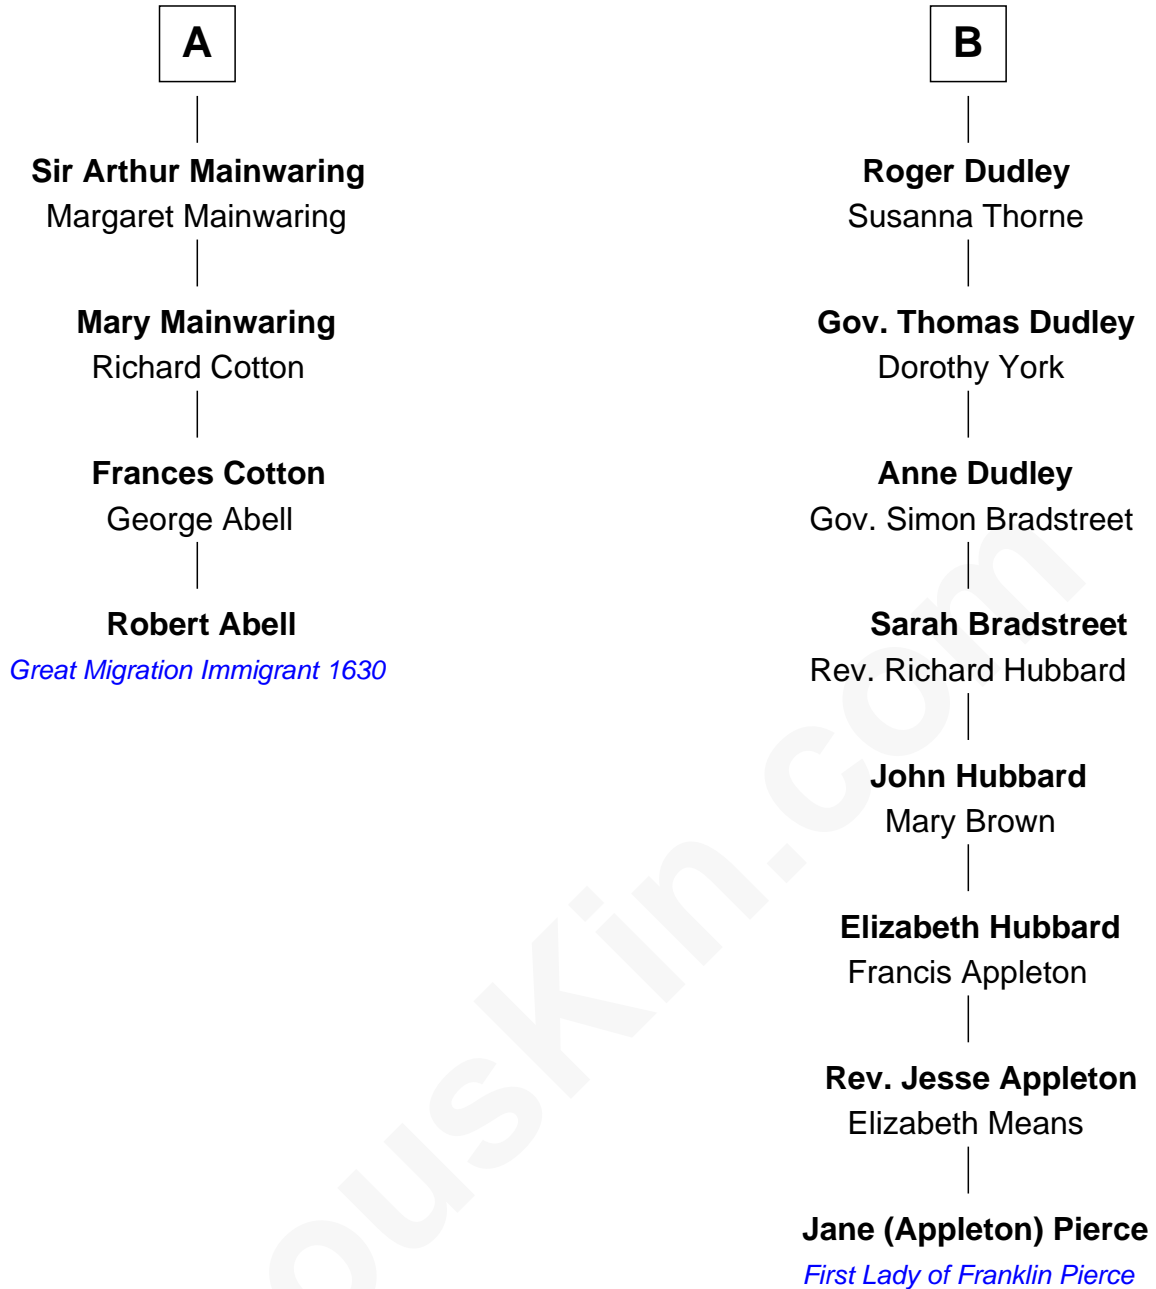 A
Sir Arthur Mainwaring
Margaret Mainwaring
Mary Mainwaring
Richard Cotton
Frances Cotton
George Abell
Robert Abell
Great Migration Immigrant 1630
B
Roger Dudley
Susanna Thorne
Gov. Thomas Dudley
Dorothy York
Anne Dudley
Gov. Simon Bradstreet
Sarah Bradstreet
Rev. Richard Hubbard
John Hubbard
Mary Brown
Elizabeth Hubbard
Francis Appleton
Rev. Jesse Appleton
Elizabeth Means
Jane (Appleton) Pierce
First Lady of Franklin Pierce
ousKin.com